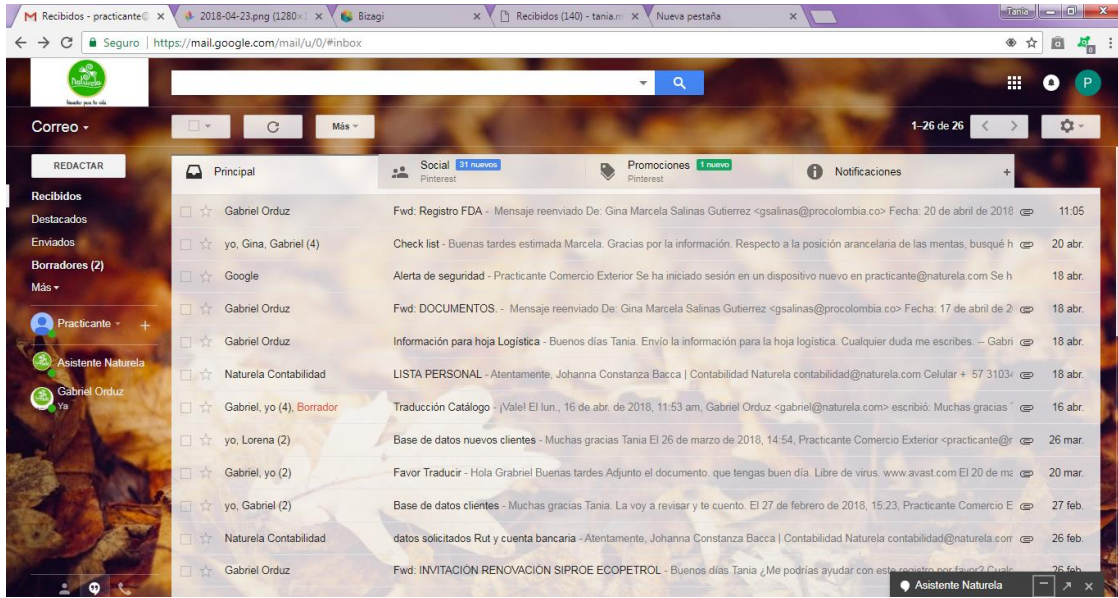 Recibidos - practicante@ 2018-04-23.png (1280× Bizagi Recibidos (140) - tania.m Nueva pestaña Tania
Seguro https://mail.google.com/mail/u/0/#inbox
Naturela
Correo Más 1–26 de 26 P
REDACTAR
Principal
Social 31 nuevos
Pinterest
Promociones 1 nuevo
Pinterest
Notificaciones +
Recibidos
Destacados
Enviados
Borradores (2)
Más
Practicante +
Asistente Naturela
Gabriel Orduz
Ya
Gabriel Orduz Fwd: Registro FDA - Mensaje reenviado De: Gina Marcela Salinas Gutierrez <gsalinas@procolombia.co> Fecha: 20 de abril de 2018 11:05
yo, Gina, Gabriel (4) Check list - Buenas tardes estimada Marcela. Gracias por la información. Respecto a la posición arancelaria de las mentas, busqué h 20 abr.
Google Alerta de seguridad - Practicante Comercio Exterior Se ha iniciado sesión en un dispositivo nuevo en practicante@naturela.com Se h 18 abr.
Gabriel Orduz Fwd: DOCUMENTOS. - Mensaje reenviado De: Gina Marcela Salinas Gutierrez <gsalinas@procolombia.co> Fecha: 17 de abril de 2 18 abr.
Gabriel Orduz Información para hoja Logística - Buenos días Tania. Envío la información para la hoja logística. Cualquier duda me escribes. -- Gabri 18 abr.
Naturela Contabilidad LISTA PERSONAL - Atentamente, Johanna Constanza Bacca | Contabilidad Naturela contabilidad@naturela.com Celular + 57 3103 18 abr.
Gabriel, yo (4), Borrador Traducción Catálogo - ¡Vale! El lun., 16 de abr. de 2018, 11:53 am, Gabriel Orduz <gabriel@naturela.com> escribió: Muchas gracias 16 abr.
yo, Lorena (2) Base de datos nuevos clientes - Muchas gracias Tania El 26 de marzo de 2018, 14:54, Practicante Comercio Exterior <practicante@ 26 mar.
Gabriel, yo (2) Favor Traducir - Hola Grabriel Buenas tardes Adjunto el documento. que tengas buen día. Libre de virus. www.avast.com El 20 de ma 20 mar.
yo, Gabriel (2) Base de datos clientes - Muchas gracias Tania. La voy a revisar y te cuento. El 27 de febrero de 2018, 15:23, Practicante Comercio E 27 feb.
Naturela Contabilidad datos solicitados Rut y cuenta bancaria - Atentamente, Johanna Constanza Bacca | Contabilidad Naturela contabilidad@naturela.com 26 feb.
Gabriel Orduz Fwd: INVITACIÓN RENOVACIÓN SIPROE ECOPETROL - Buenos días Tania ¿Me podrías ayudar con este registro por favor? 26 feb.
Asistente Naturela